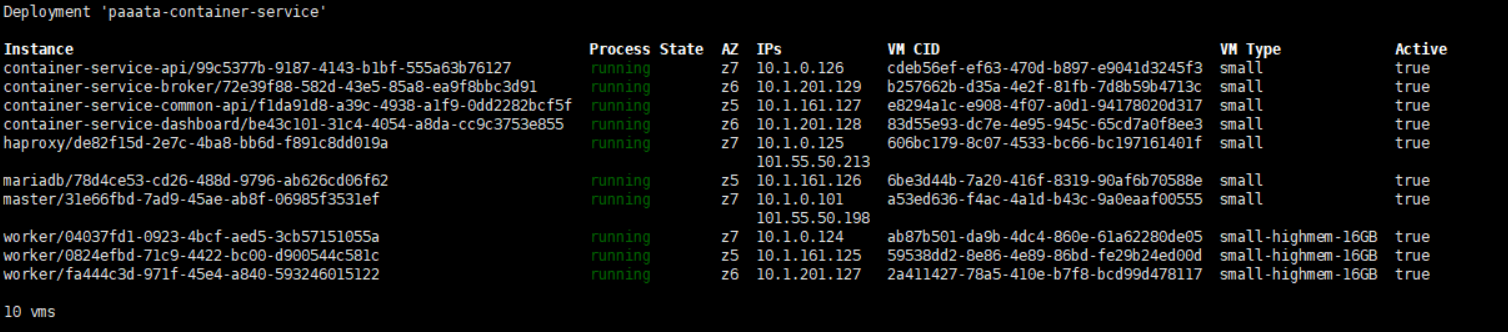 Deployment 'paaata-container-service'
Instance Process State AZ IPs VM CID VM Type Active
container-service-api/99c5377b-9187-4143-b1bf-555a63b76127 running z7 10.1.0.126 cdeb56ef-ef63-470d-b897-e9041d3245f3 small true
container-service-broker/72e39f88-582d-43e5-85a8-ea9f8bbc3d91 running z6 10.1.201.129 b257662b-d35a-4e2f-81fb-7d8b59b4713c small true
container-service-common-api/f1da91d8-a39c-4938-a1f9-0dd2282bcf5f running z5 10.1.161.127 e8294a1c-e908-4f07-a0d1-94178020d317 small true
container-service-dashboard/be43c101-31c4-4054-a8da-cc9c3753e855 running z6 10.1.201.128 83d55e93-dc7e-4e95-945c-65cd7a0f8ee3 small true
haproxy/de82f15d-2e7c-4ba8-bb6d-f891c8dd019a running z7 10.1.0.125 606bc179-8c07-4533-bc66-bc197161401f small true
101.55.50.213
mariadb/78d4ce53-cd26-488d-9796-ab626cd06f62 running z5 10.1.161.126 6be3d44b-7a20-416f-8319-90af6b70588e small true
master/31e66fbd-7ad9-45ae-ab8f-06985f3531ef running z7 10.1.0.101 a53ed636-f4ac-4a1d-b43c-9a0eaaf00555 small true
101.55.50.198
worker/04037fd1-0923-4bcf-aed5-3cb57151055a running z7 10.1.0.124 ab87b501-da9b-4dc4-860e-61a62280de05 small-highmem-16GB true
worker/0824efbd-71c9-4422-bc00-d900544c581c running z5 10.1.161.125 59538dd2-8e86-4e89-86bd-fe29b24ed00d small-highmem-16GB true
worker/fa444c3d-971f-45e4-a840-593246015122 running z6 10.1.201.127 2a411427-78a5-410e-b7f8-bcd99d478117 small-highmem-16GB true
10 vms